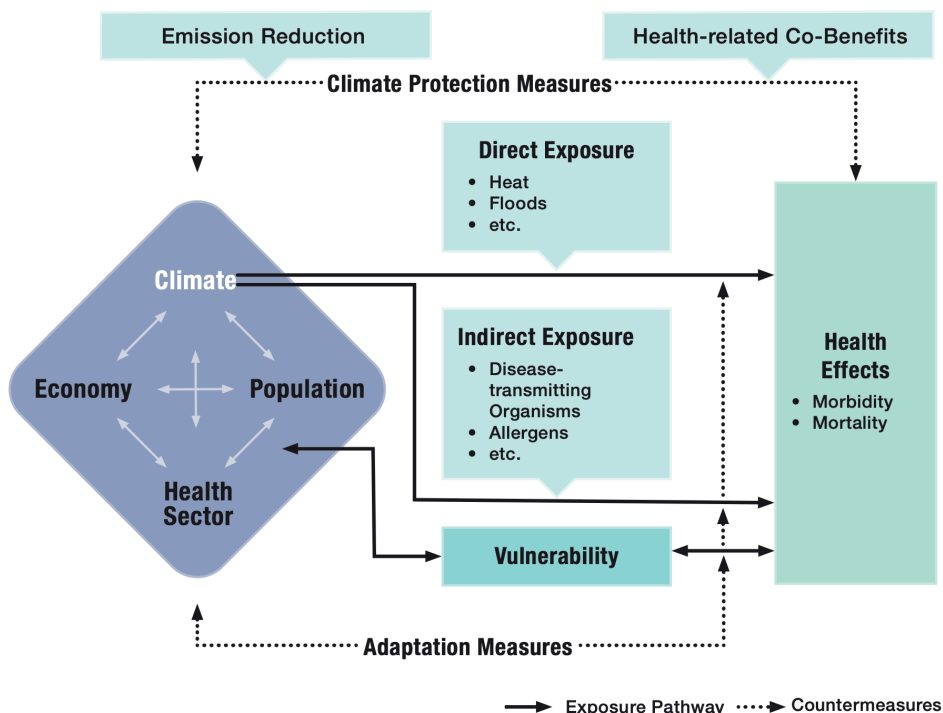 Emission Reduction
Health-related Co-Benefits
Climate Protection Measures
Direct Exposure
• Heat
• Floods
• etc.
Climate
Indirect Exposure
• Disease-
transmitting
Organisms
• Allergens
• etc.
Health
Effects
• Morbidity
• Mortality
Economy
Population
Health
Sector
Vulnerability
Adaptation Measures
Exposure Pathway
Countermeasures